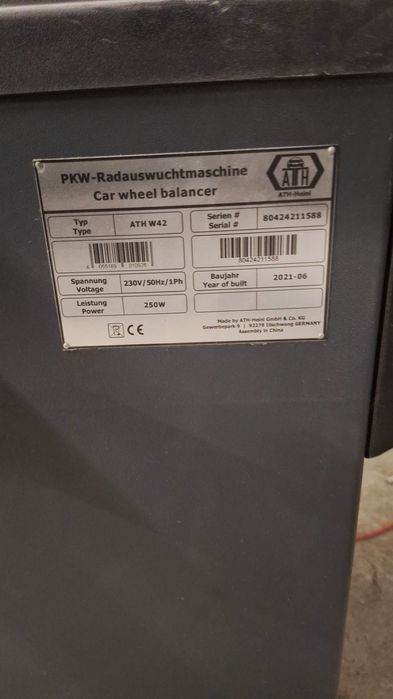 PKW-Radauswuchtmaschine
Car wheel balancer
ATH
ATH-Heinl
Typ
Type
ATH W42
Serien #
Serial #
80424211588
80424211588
Spannung
Voltage
230V/50Hz/1Ph
Baujahr
Year of built
2021-06
Leistung
Power
250W
CE
Made by ATH-Heinl GmbH & Co. KG
Gewerbepark 9 | 92278 Illschwang GERMANY
Assembly in China